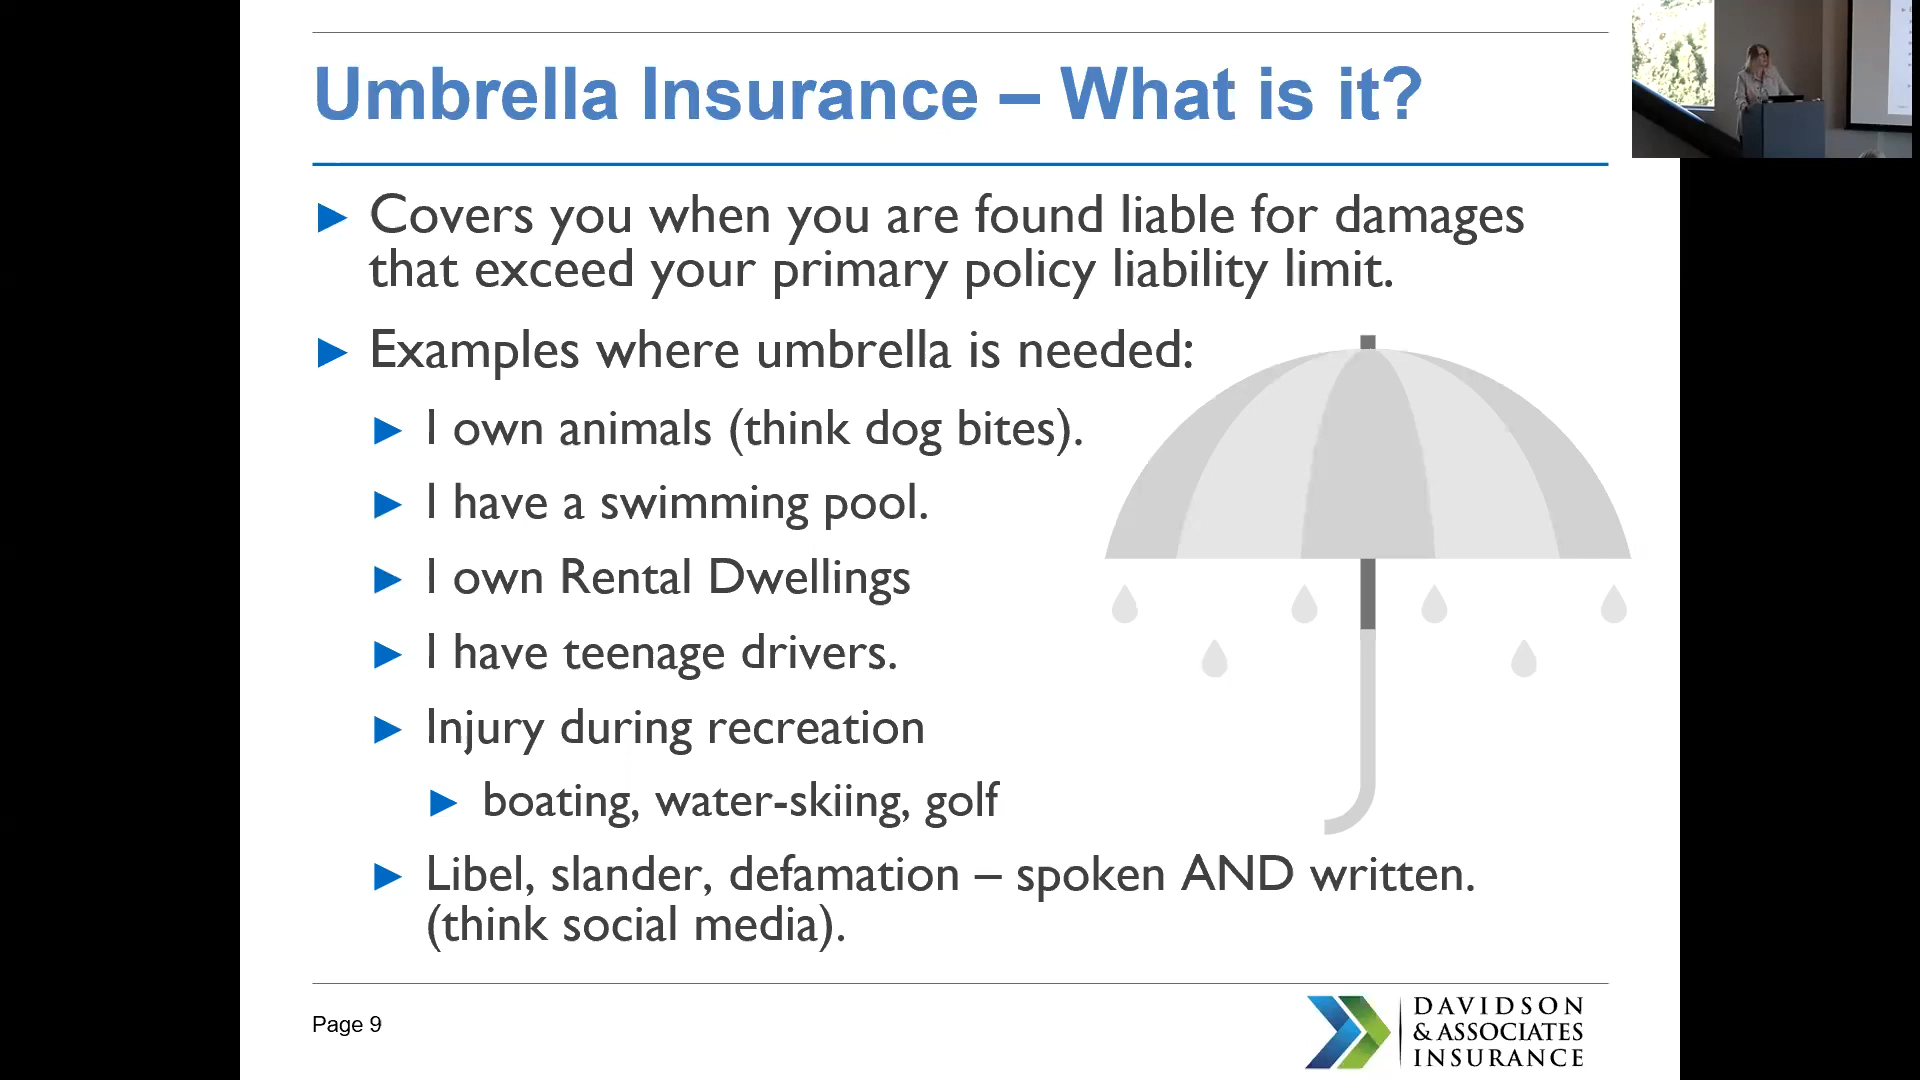 Umbrella Insurance – What is it?
Covers you when you are found liable for damages
that exceed your primary policy liability limit.
Examples where umbrella is needed:
I own animals (think dog bites).
I have a swimming pool.
I own Rental Dwellings
I have teenage drivers.
Injury during recreation
boating, water-skiing, golf
Libel, slander, defamation – spoken AND written.
(think social media).
Page 9
DAVIDSON
& ASSOCIATES
INSURANCE